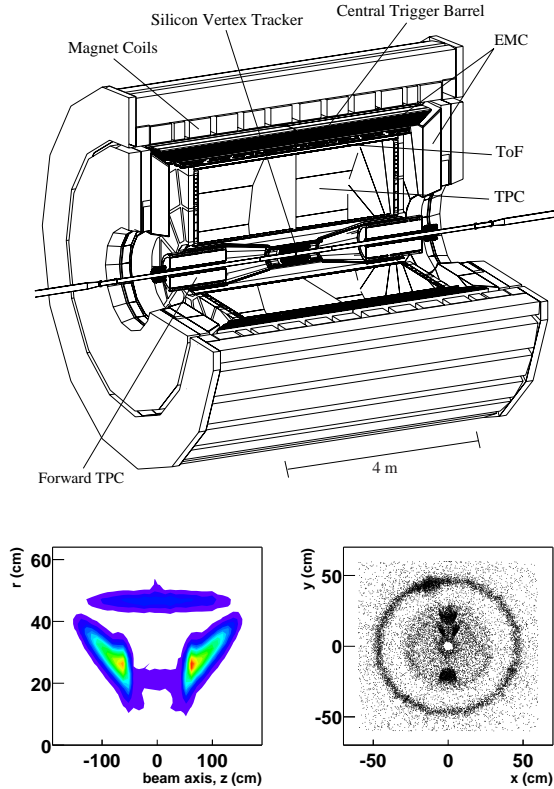 Silicon Vertex Tracker
Central Trigger Barrel
Magnet Coils
EMC
ToF
TPC
4 m
Forward TPC
r (cm)
60
40
20
0
-100
0
100
beam axis, z (cm)
y (cm)
50
0
-50
-50
0
50
x (cm)